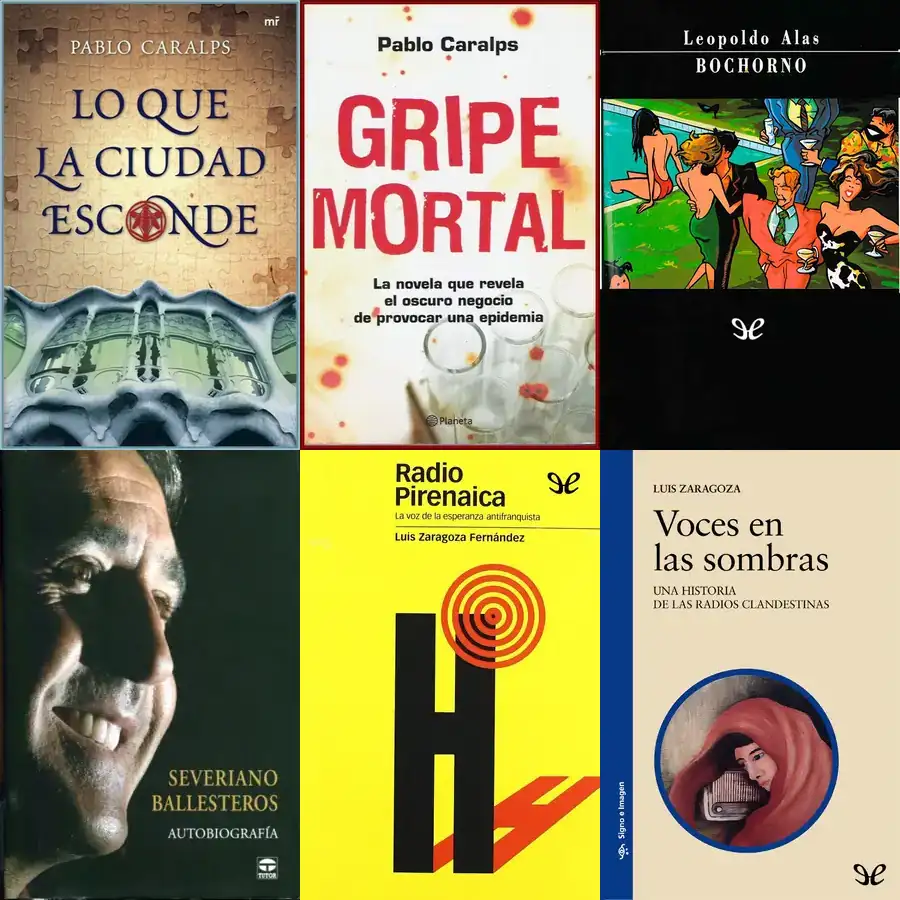 mr
PABLO CARALPS
LO QUE
LA CIUDAD
ESCONDE
Pablo Caralps
GRIPE
MORTAL
La novela que revela
el oscuro negocio
de provocar una epidemia
Planeta
Leopoldo Alas
BOCHORNO
SEVERIANO
BALLESTEROS
AUTOBIOGRAFÍA
TUTOR
Radio
Pirenaica
La voz de la esperanza antifranquista
Luis Zaragoza Fernández
LUIS ZARAGOZA
Voces en
las sombras
UNA HISTORIA
DE LAS RADIOS CLANDESTINAS
Signo e Imagen